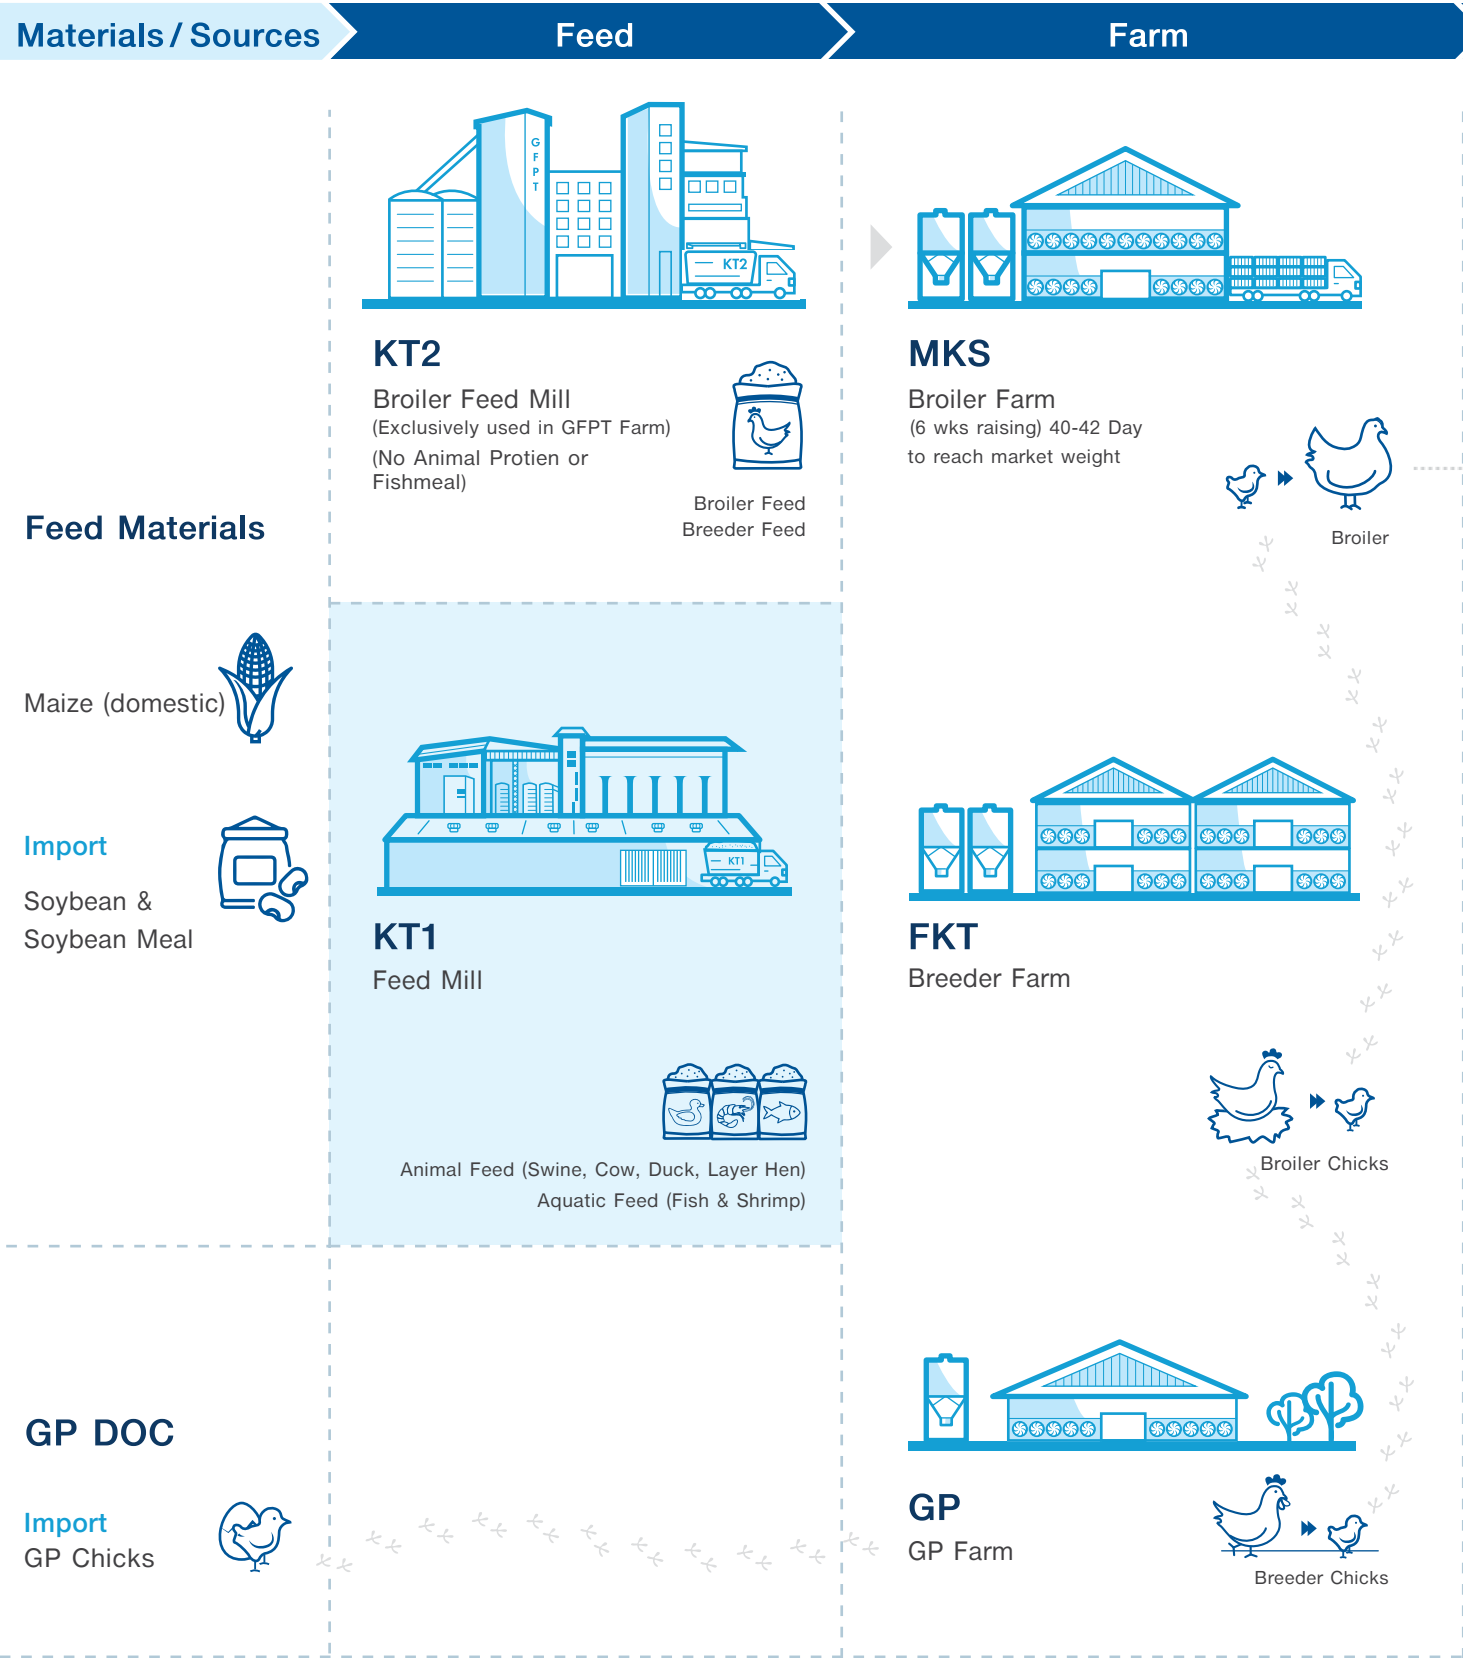 Materials / Sources
Feed
Farm
Feed Materials
Maize (domestic)
Import
Soybean &
Soybean Meal
GP DOC
Import
GP Chicks
G
F
P
T
KT2
KT2
Broiler Feed Mill
(Exclusively used in GFPT Farm)
(No Animal Protien or
Fishmeal)
Broiler Feed
Breeder Feed
KT1
KT1
Feed Mill
Animal Feed (Swine, Cow, Duck, Layer Hen)
Aquatic Feed (Fish & Shrimp)
MKS
Broiler Farm
(6 wks raising) 40-42 Day
to reach market weight
Broiler
FKT
Breeder Farm
Broiler Chicks
GP
GP Farm
Breeder Chicks